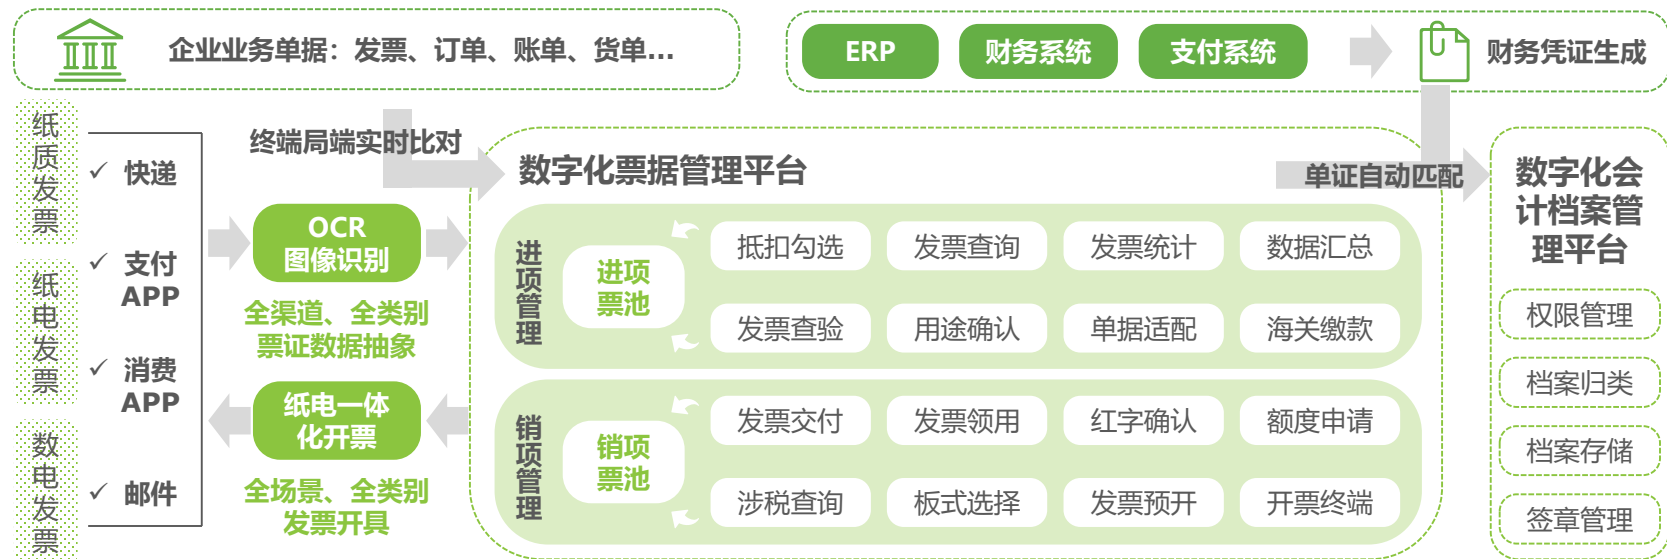 企业业务单据：发票、订单、账单、货单...
ERP
财务系统
支付系统
财务凭证生成
纸质发票
纸电发票
数电发票
✓ 快递
✓ 支付
APP
✓ 消费
APP
✓ 邮件
终端局端实时比对
OCR
图像识别
全渠道、全类别
票证数据抽象
纸电一体
化开票
全场景、全类别
发票开具
数字化票据管理平台
单证自动匹配
进项管理
进项
票池
抵扣勾选
发票查询
发票统计
数据汇总
发票查验
用途确认
单据适配
海关缴款
销项管理
销项
票池
发票交付
发票领用
红字确认
额度申请
涉税查询
板式选择
发票预开
开票终端
数字化会
计档案管
理平台
权限管理
档案归类
档案存储
签章管理